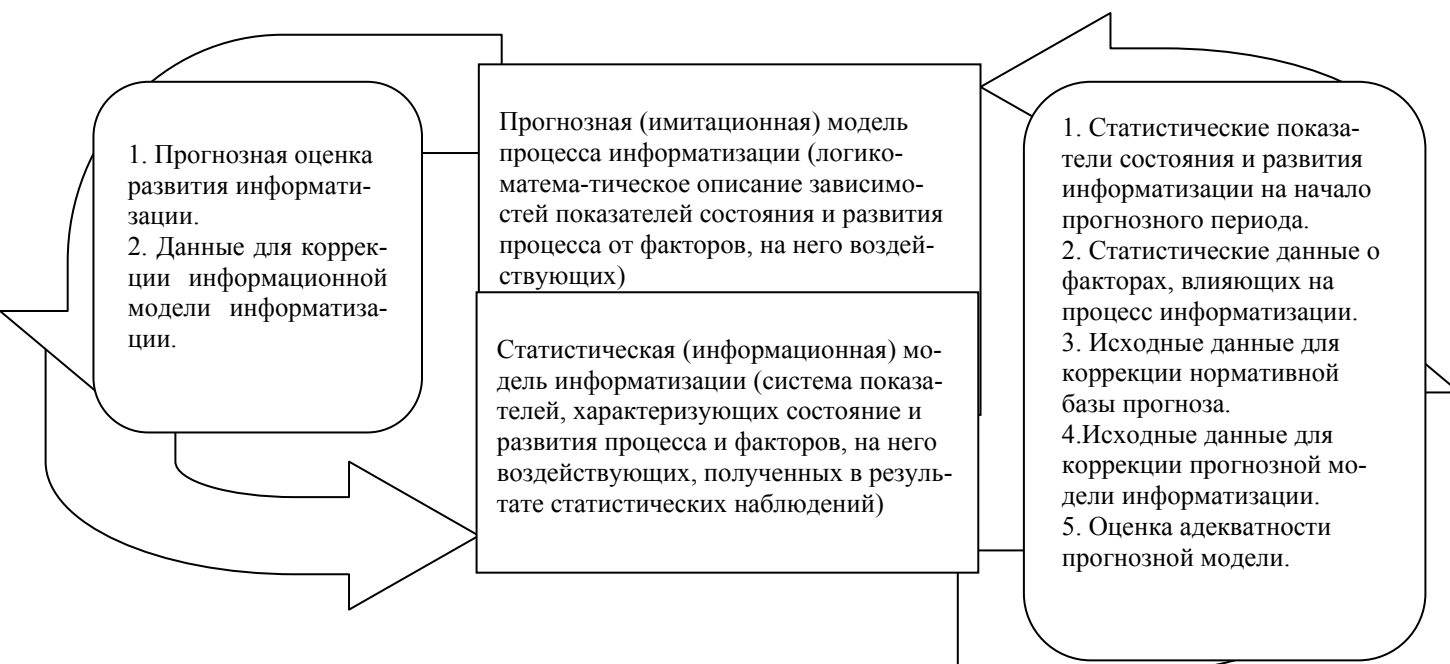 1. Прогнозная оценка
развития информати-
зации.
2. Данные для коррек-
ции информационной
модели информатиза-
ции.
Прогнозная (имитационная) модель
процесса информатизации (логико-
матема-тическое описание зависимо-
стей показателей состояния и развития
процесса от факторов, на него воздей-
ствующих)
Статистическая (информационная) мо-
дель информатизации (система показа-
телей, характеризующих состояние и
развития процесса и факторов, на него
воздействующих, полученных в резуль-
тате статистических наблюдений)
1. Статистические показа-
тели состояния и развития
информатизации на начало
прогнозного периода.
2. Статистические данные о
факторах, влияющих на
процесс информатизации.
3. Исходные данные для
коррекции нормативной
базы прогноза.
4.Исходные данные для
коррекции прогнозной мо-
дели информатизации.
5. Оценка адекватности
прогнозной модели.